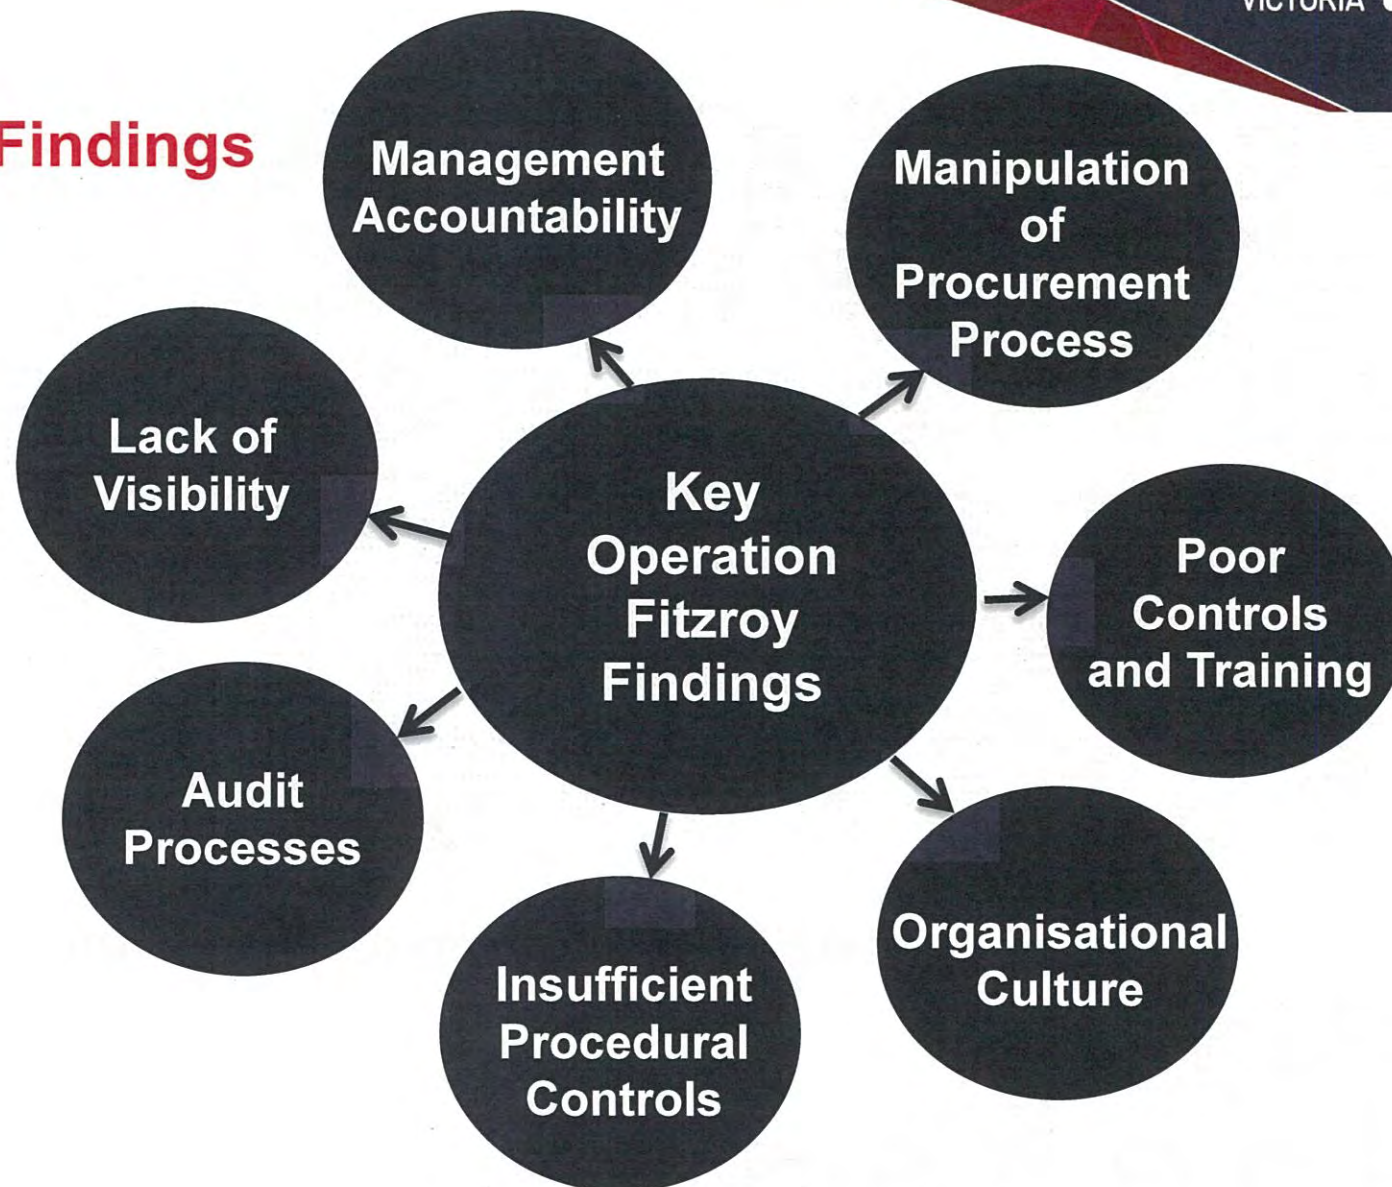 VICTORIA
Findings
Management
Accountability
Manipulation
of
Procurement
Process
Lack of
Visibility
Key
Operation
Fitzroy
Findings
Poor
Controls
and Training
Audit
Processes
Organisational
Culture
Insufficient
Procedural
Controls